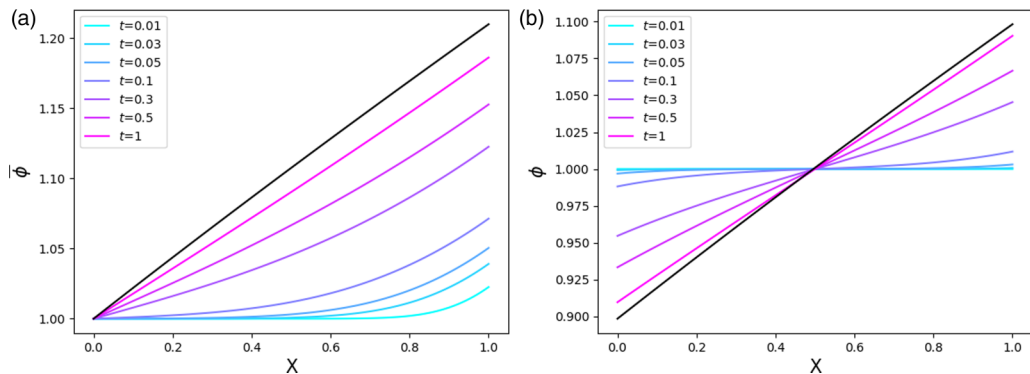 (a)
t=0.01
t=0.03
t=0.05
t=0.1
t=0.3
t=0.5
t=1
1.20
1.15
1.10
1.05
1.00
ϕ̅
0.0 0.2 0.4 0.6 0.8 1.0
X
(b)
t=0.01
t=0.03
t=0.05
t=0.1
t=0.3
t=0.5
t=1
1.100
1.075
1.050
1.025
1.000
0.975
0.950
0.925
0.900
ϕ
0.0 0.2 0.4 0.6 0.8 1.0
X